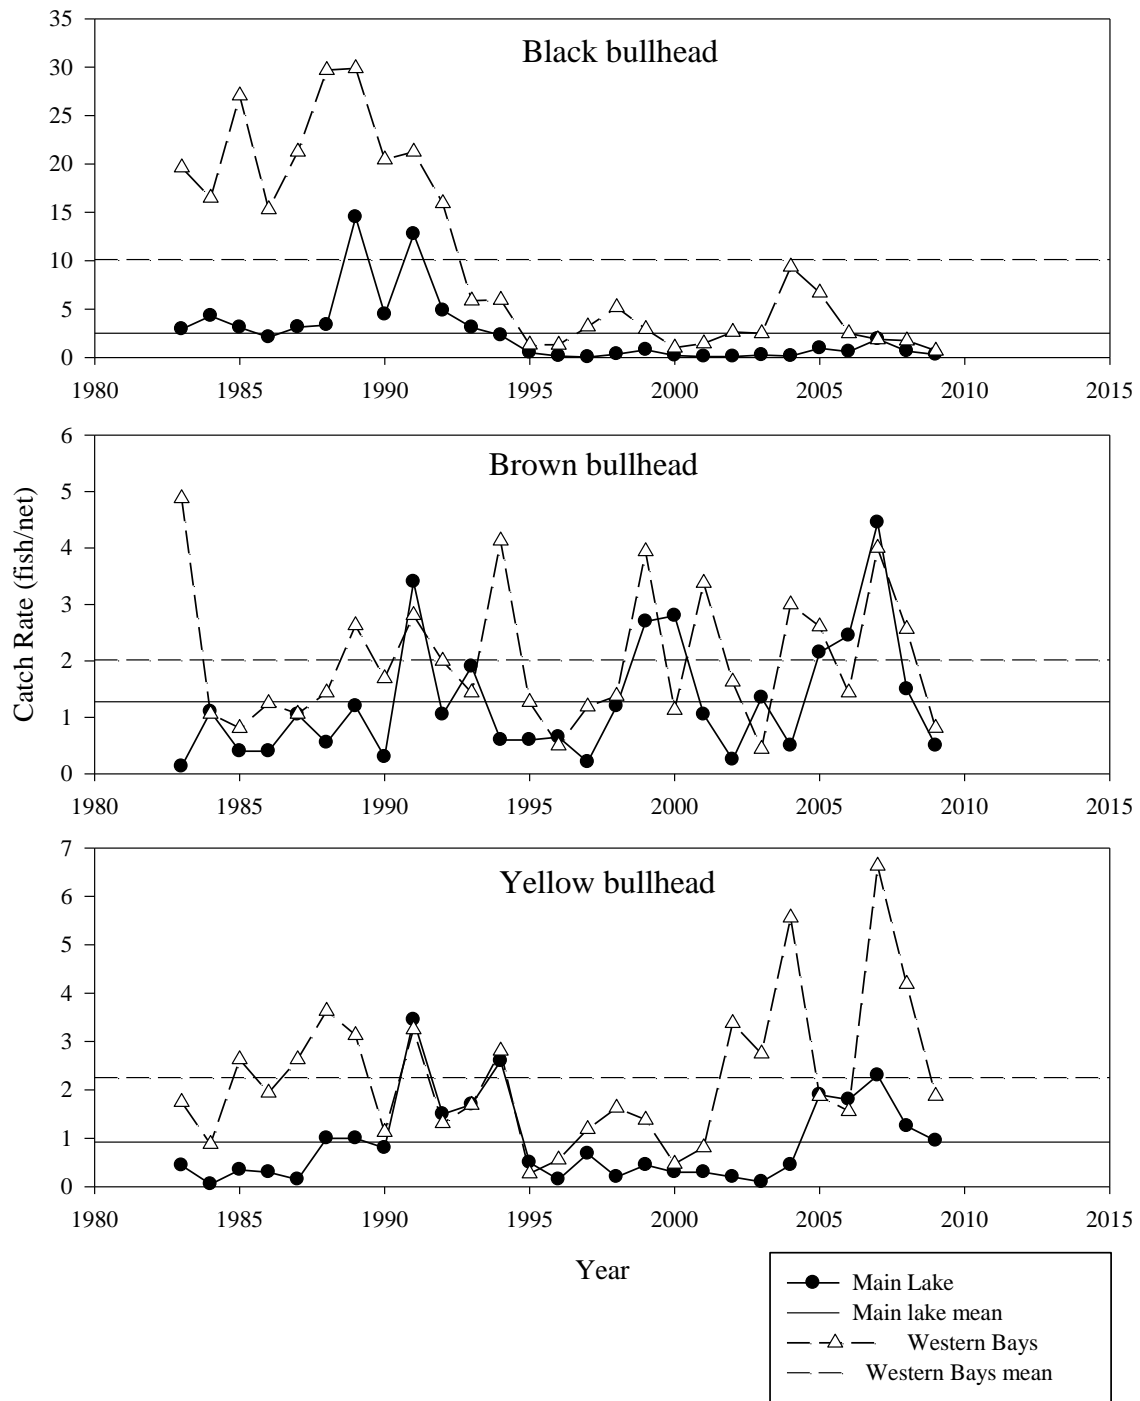 35
30
25
20
15
10
5
0
Black bullhead
1980 1985 1990 1995 2000 2005 2010 2015
Catch Rate (fish/net)
6
5
4
3
2
1
0
Brown bullhead
1980 1985 1990 1995 2000 2005 2010 2015
7
6
5
4
3
2
1
0
Yellow bullhead
1980 1985 1990 1995 2000 2005 2010 2015
Year
Main Lake
Main lake mean
Western Bays
Western Bays mean